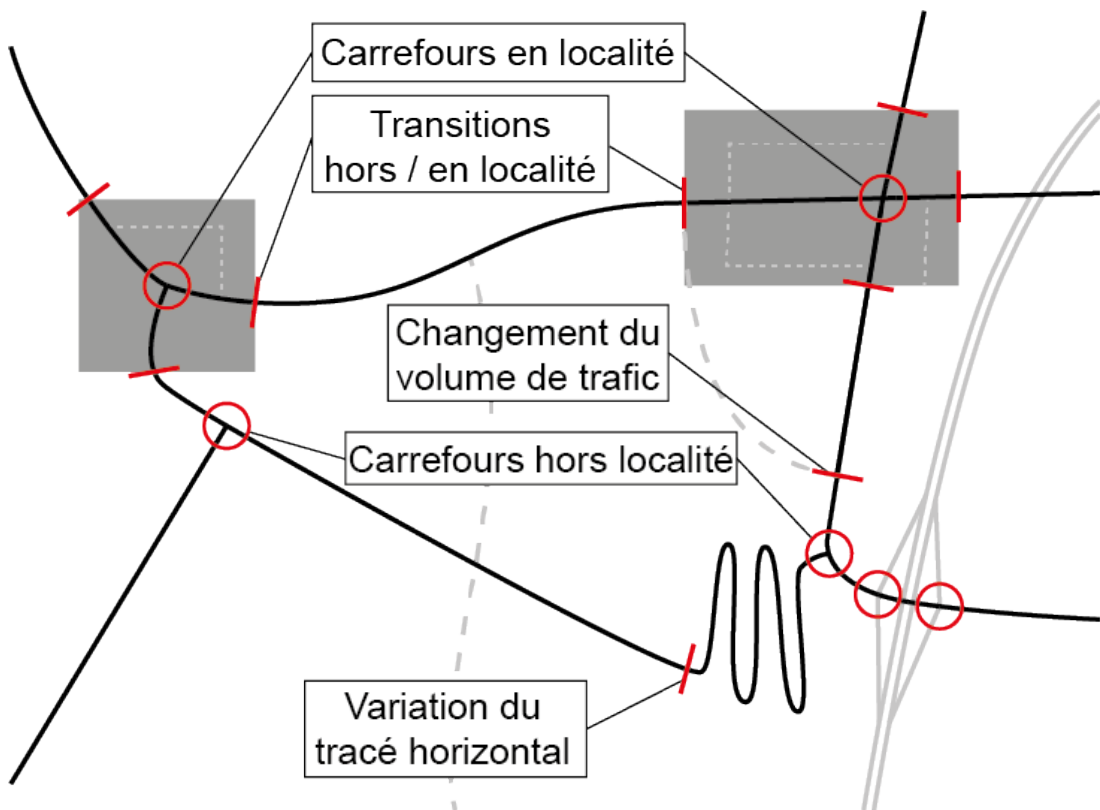 Carrefours en localité
Transitions
hors / en localité
Changement du
volume de trafic
Carrefours hors localité
Variation du
tracé horizontal